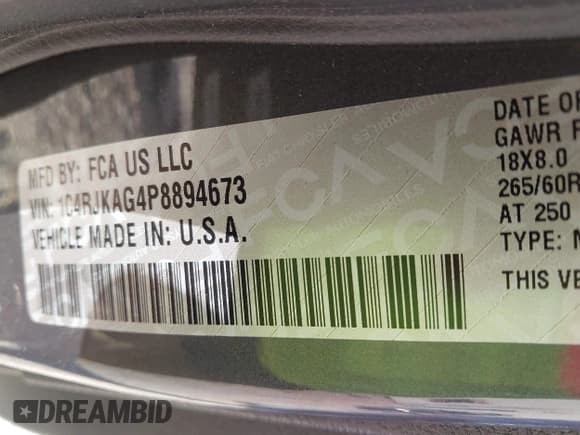 MFD BY: FCA US LLC
VIN: 1C4RJKAG4P8894673
VEHICLE MADE IN: U.S.A.
DATE OF
GAWR
18X8.0
265/60R
AT 250
TYPE:
THIS VE
DREAMBID